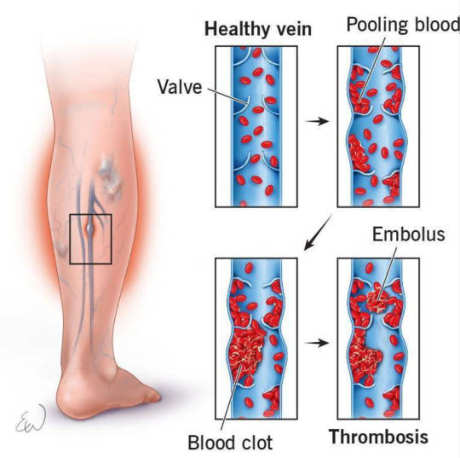 Healthy vein
Pooling blood
Valve
Embolus
Blood clot
Thrombosis